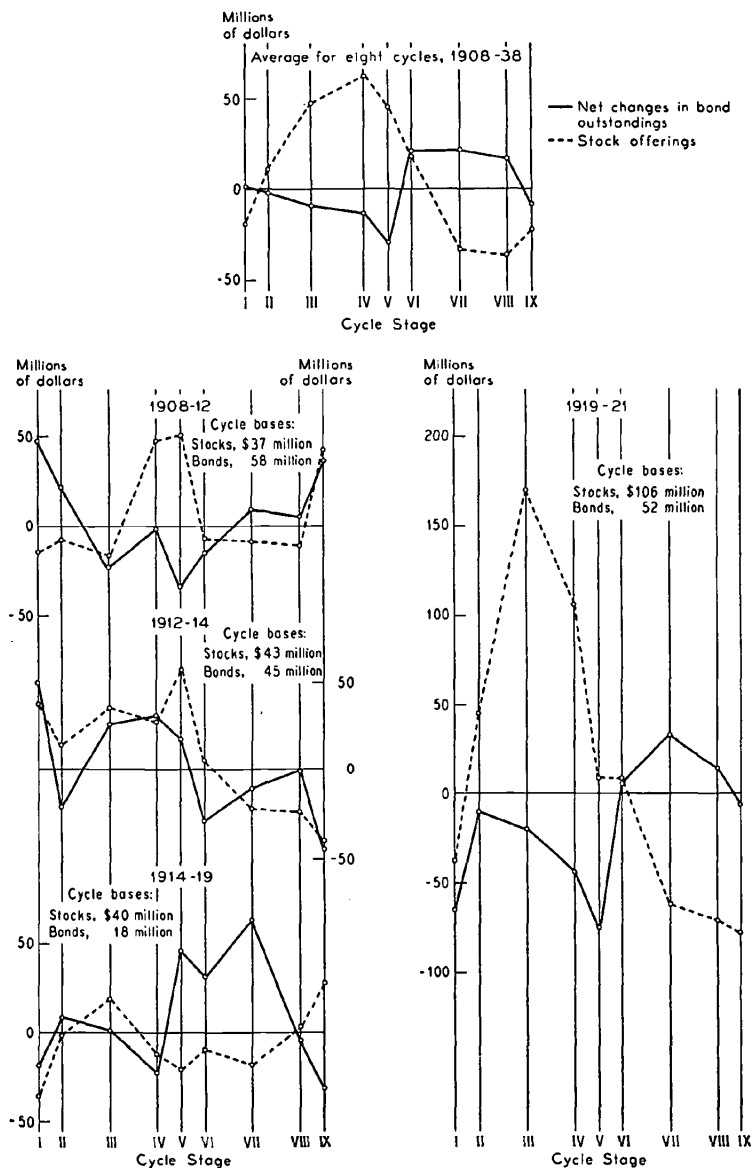 Millions
of dollars
Average for eight cycles, 1908-38
50
0
-50
I II III IV V VI VII VIII IX
Cycle Stage
Net changes in bond
outstandings
Stock offerings
Millions
of dollars
Millions
of dollars
1908-12
Cycle bases:
Stocks, $37 million
Bonds, 58 million
50
0
-50
1912-14
Cycle bases:
Stocks, $43 million
Bonds, 45 million
50
0
-50
1914-19
Cycle bases:
Stocks, $40 million
Bonds, 18 million
50
0
-50
I II III IV V VI VII VIII IX
Cycle Stage
Millions
of dollars
1919-21
200
Cycle bases:
Stocks, $106 million
Bonds, 52 million
150
100
50
0
-50
-100
I II III IV V VI VII VIII IX
Cycle Stage